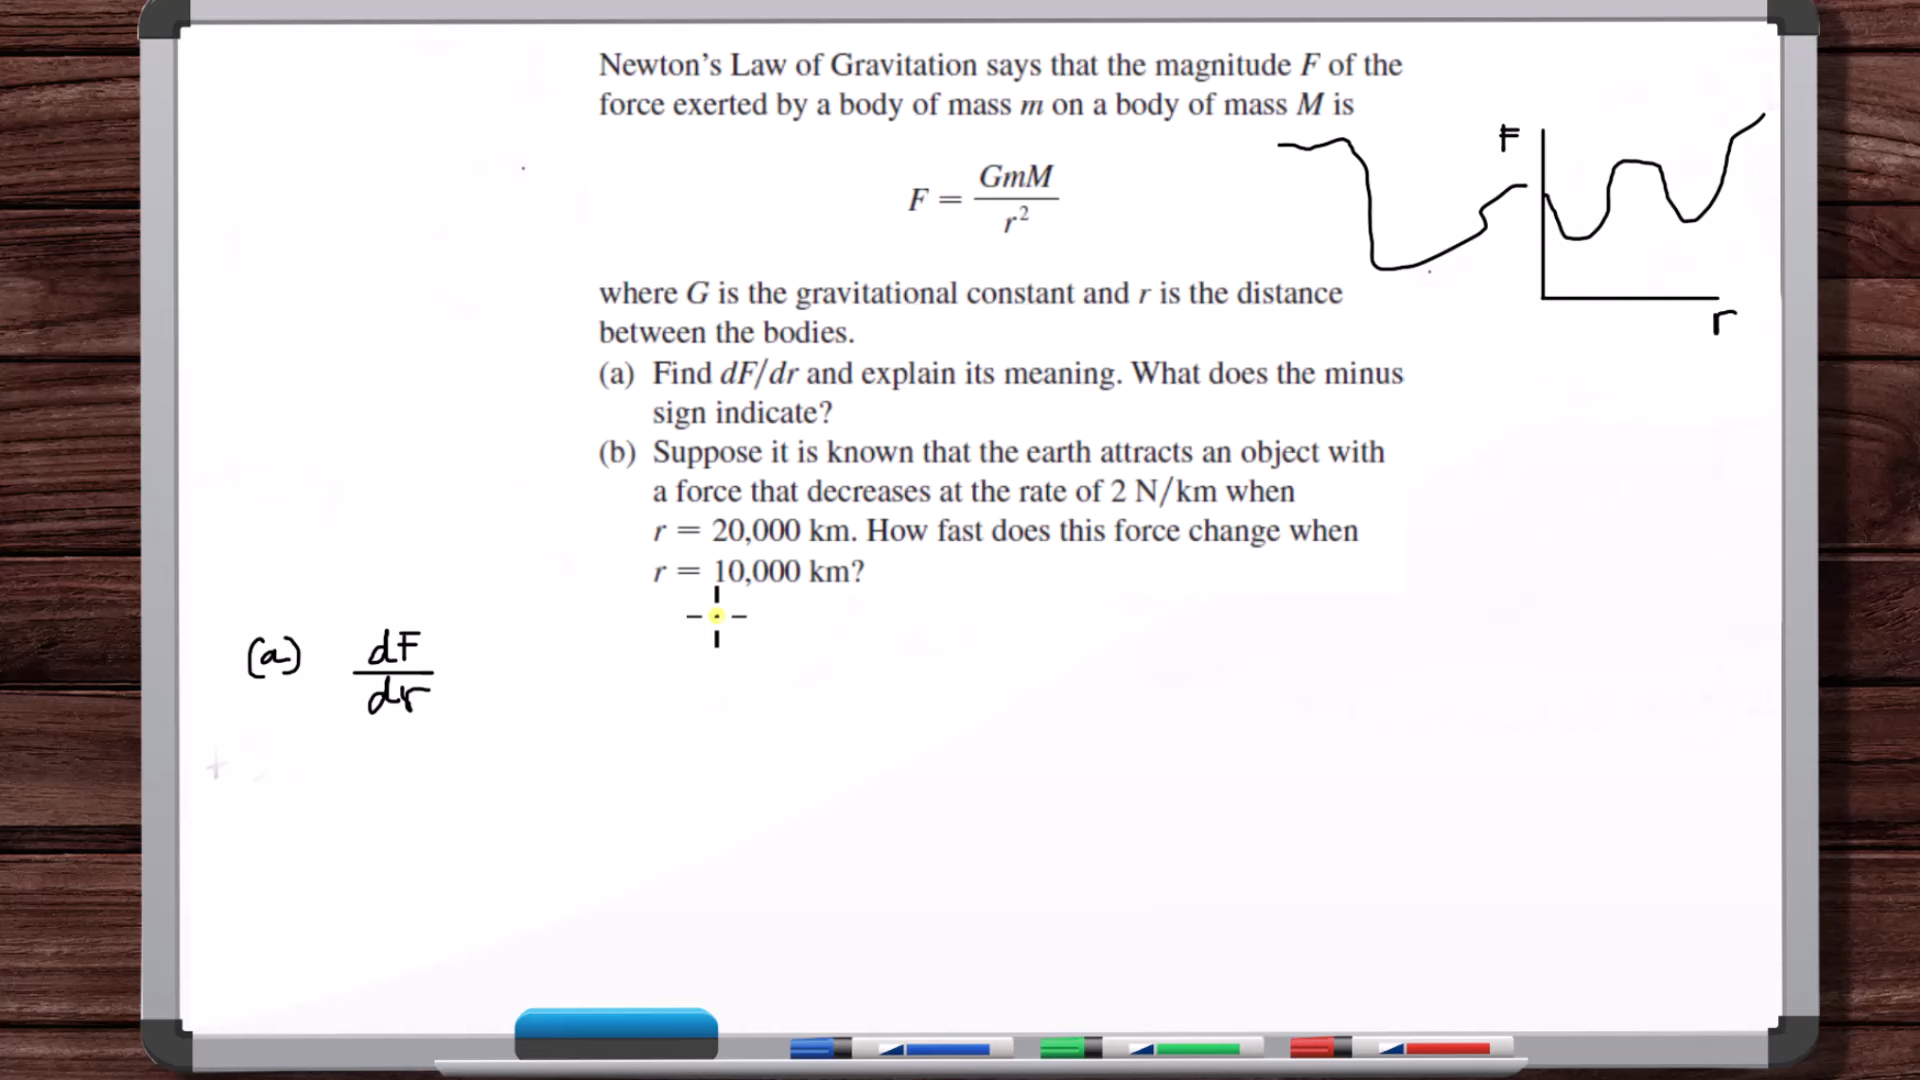 Newton's Law of Gravitation says that the magnitude F of the
force exerted by a body of mass m on a body of mass M is
F = GmM / r²
where G is the gravitational constant and r is the distance
between the bodies.
(a) Find dF/dr and explain its meaning. What does the minus
sign indicate?
(b) Suppose it is known that the earth attracts an object with
a force that decreases at the rate of 2 N/km when
r = 20,000 km. How fast does this force change when
r = 10,000 km?
F
r
(a) dF
dr